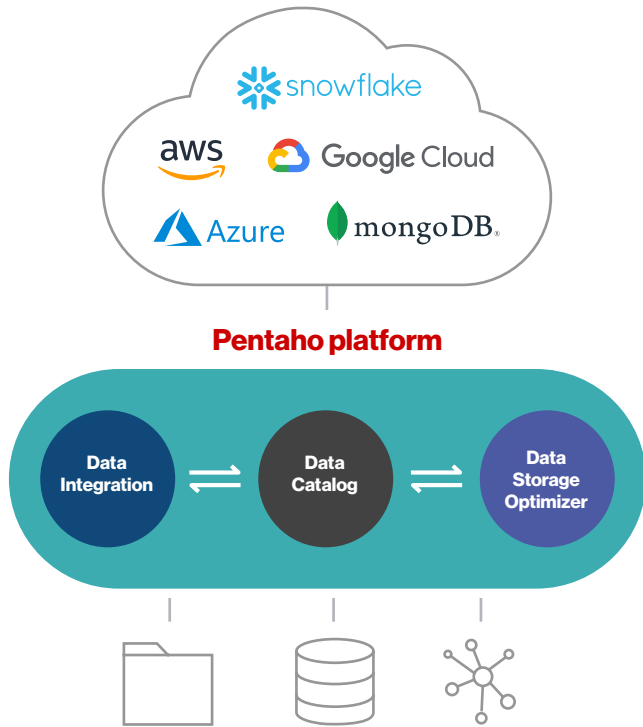 snowflake
aws
Google Cloud
Azure
mongoDB®
Pentaho platform
Data
Integration
Data
Catalog
Data
Storage
Optimizer